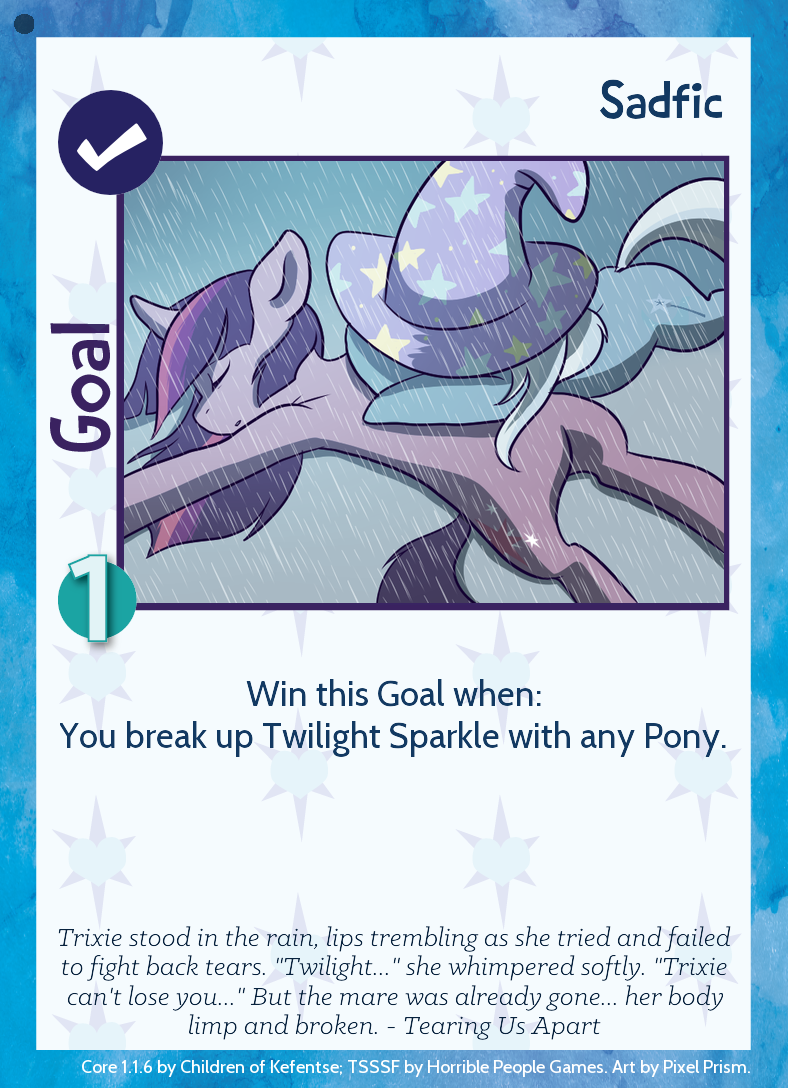 Sadfic
Goal
1
Win this Goal when:
You break up Twilight Sparkle with any Pony.
Trixie stood in the rain, lips trembling as she tried and failed
to fight back tears. "Twilight..." she whimpered softly. "Trixie
can't lose you..." But the mare was already gone... her body
limp and broken. - Tearing Us Apart
Core 1.1.6 by Children of Kefentse; TSSSF by Horrible People Games. Art by Pixel Prism.